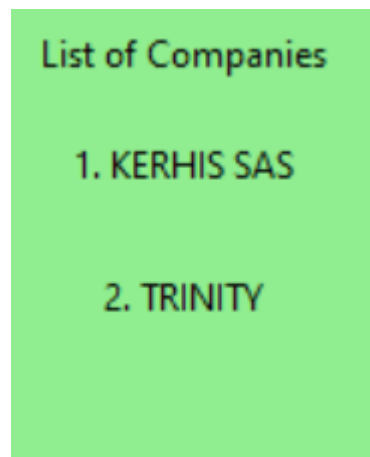 List of Companies
1. KERHIS SAS
2. TRINITY